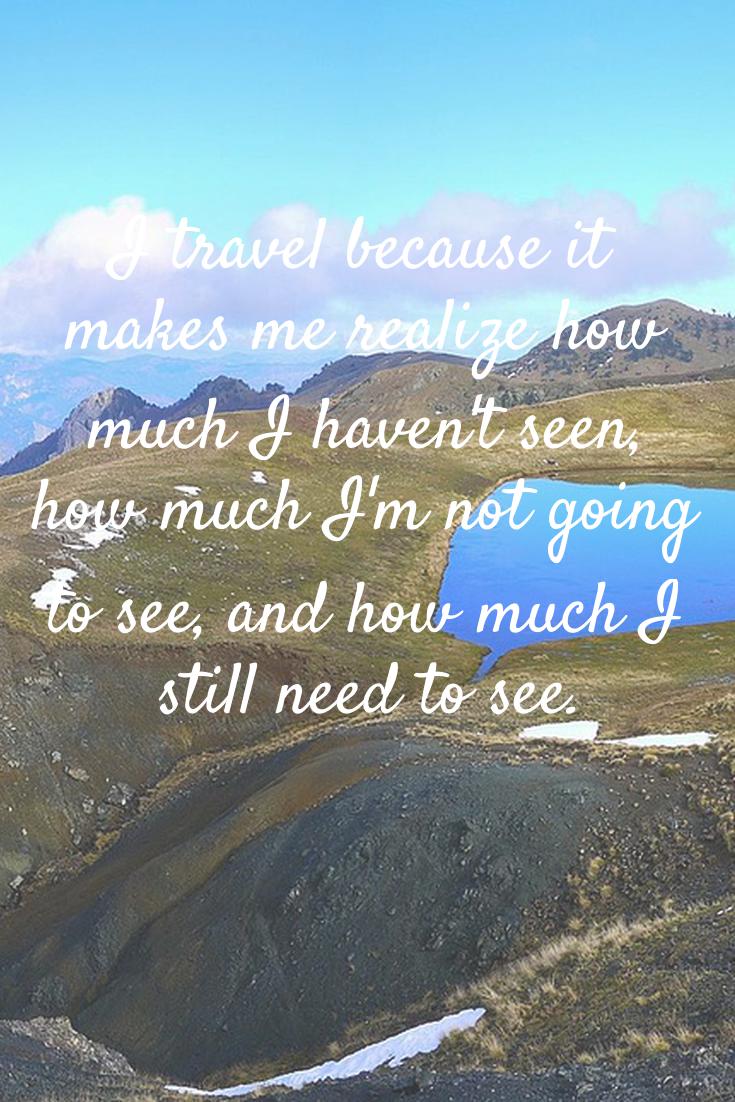 I travel because it
makes me realize how
much I haven't seen,
how much I'm not going
to see, and how much I
still need to see.